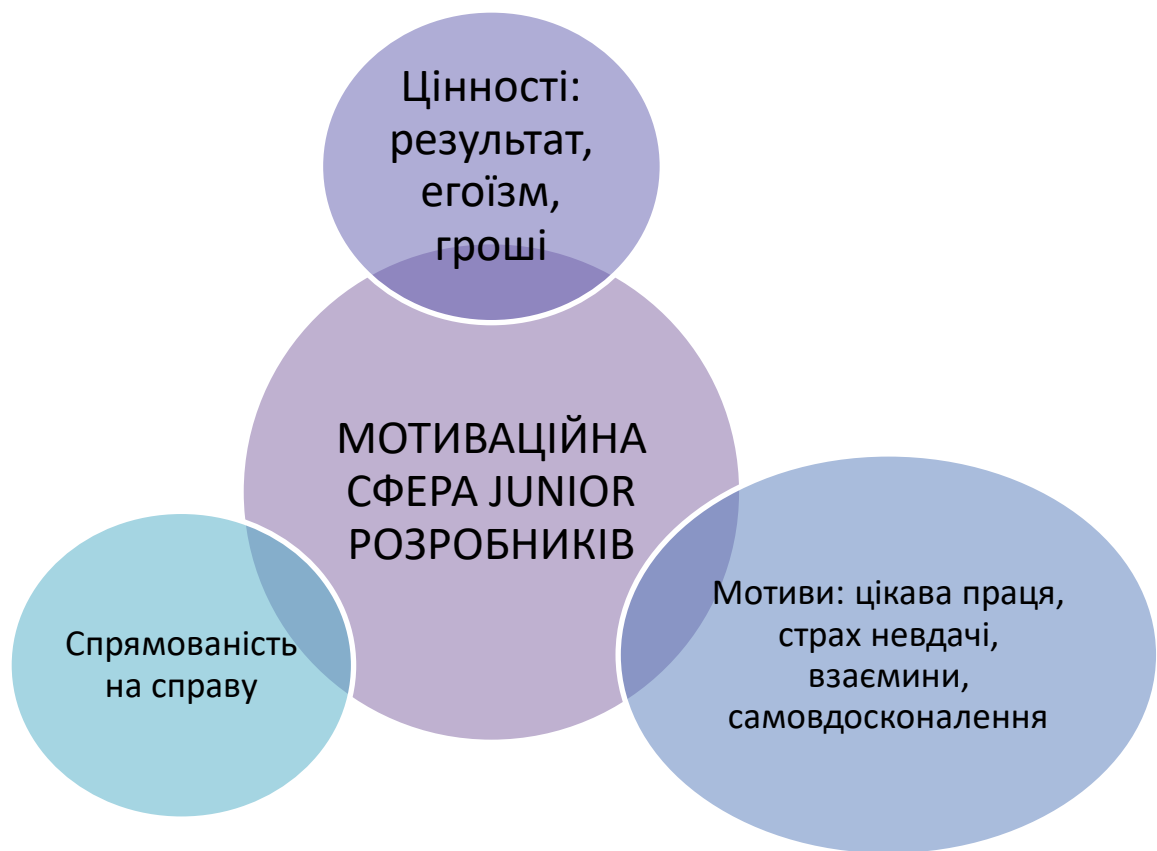 Цінності:
результат,
егоїзм,
гроші
МОТИВАЦІЙНА
СФЕРА JUNIOR
РОЗРОБНИКІВ
Спрямованість
на справу
Мотиви: цікава праця,
страх невдачі,
взаємини,
самовдосконалення